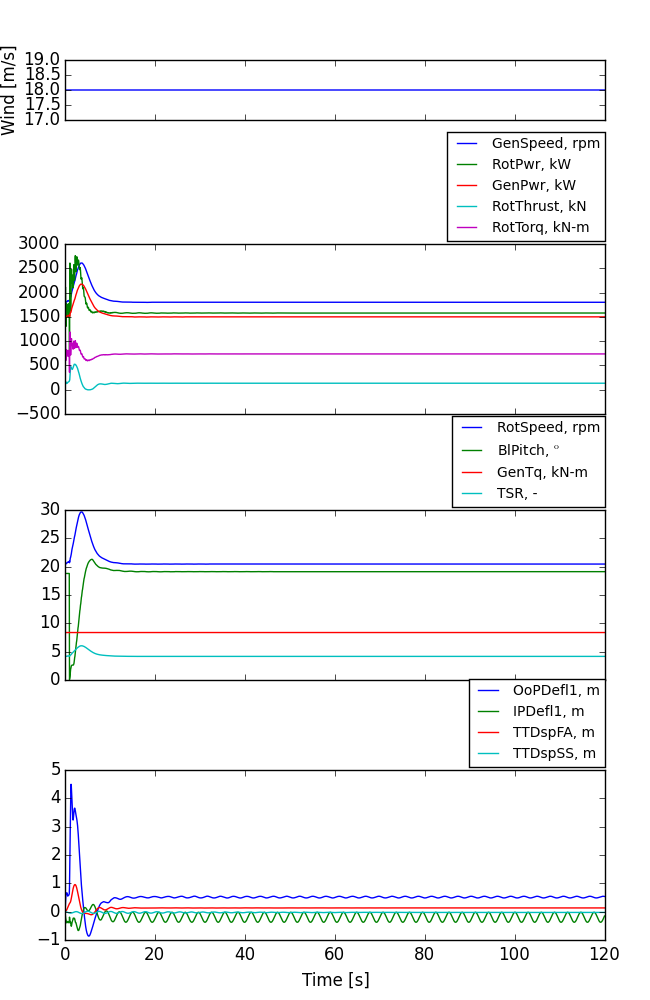 Wind [m/s]
19.0
18.5
18.0
17.5
17.0
GenSpeed, rpm
RotPwr, kW
GenPwr, kW
RotThrust, kN
RotTorq, kN-m
3000
2500
2000
1500
1000
500
0
−500
RotSpeed, rpm
BlPitch, °
GenTq, kN-m
TSR, -
30
25
20
15
10
5
0
OoPDefl1, m
IPDefl1, m
TTDspFA, m
TTDspSS, m
5
4
3
2
1
0
−1
0 20 40 60 80 100 120
Time [s]